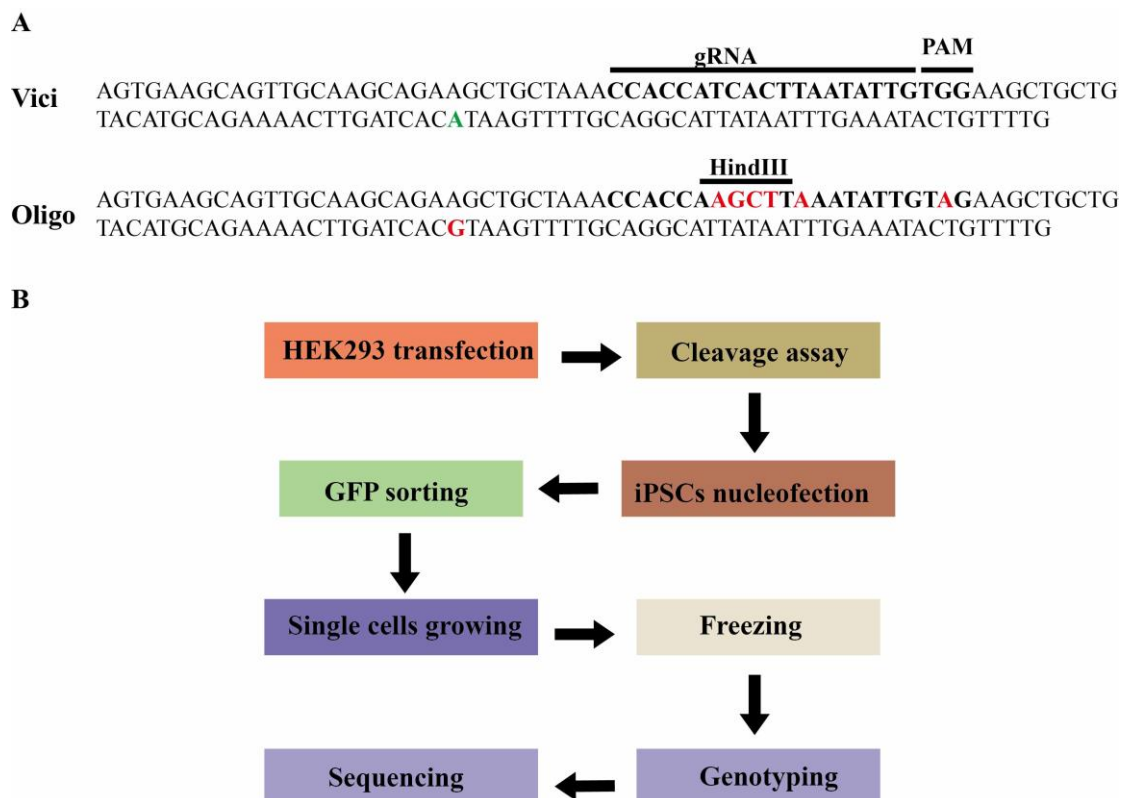 A
gRNA PAM
Vici AGTGAAGCAGTTGCAAGCAGAAGCTGCTAAACCACCATCACTTAATATTGTGGAAGCTGCTG
TACATGCAGAAAACTTGATCACATAAGTTTTGCAGGCATTATAATTTGAAATACTGTTTTG
HindIII
Oligo AGTGAAGCAGTTGCAAGCAGAAGCTGCTAAACCACCAAGCTTAAATATTGTAGAAGCTGCTG
TACATGCAGAAAACTTGATCACGTAAGTTTTGCAGGCATTATAATTTGAAATACTGTTTTG
B
HEK293 transfection Cleavage assay
GFP sorting iPSCs nucleofection
Single cells growing Freezing
Sequencing Genotyping